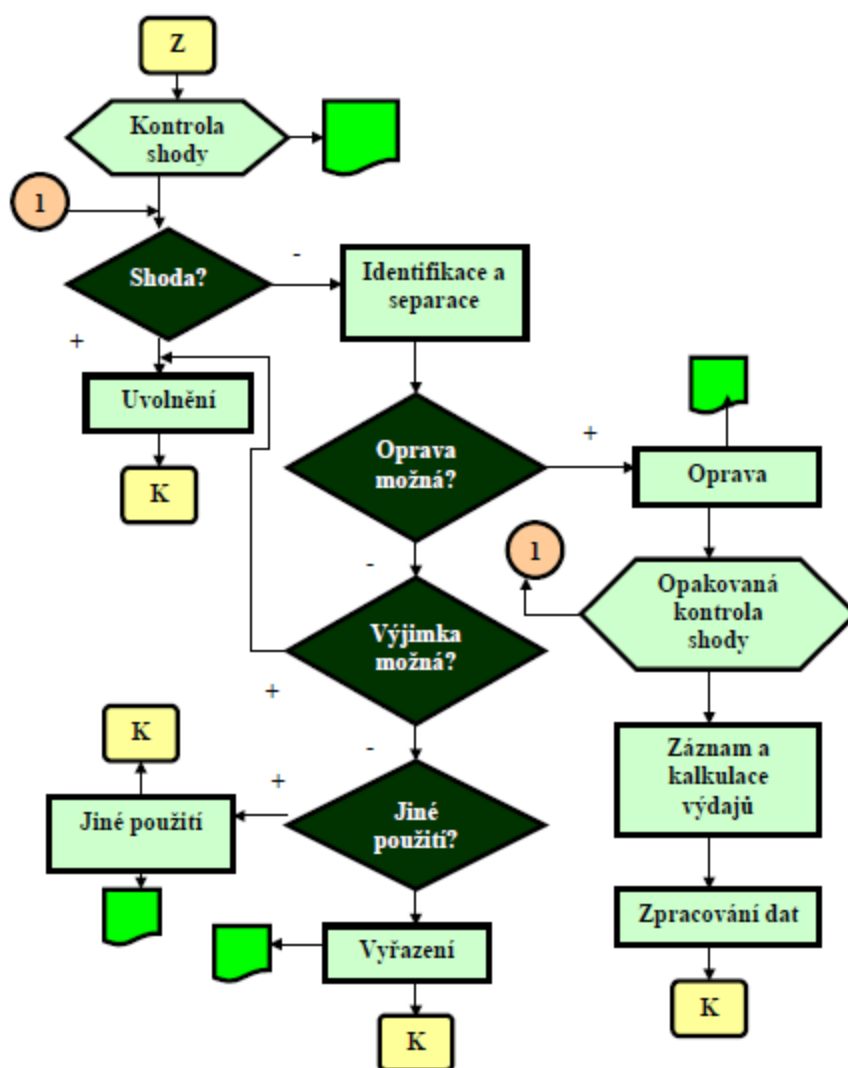 Z
Kontrola
shody
1
Shoda?
-
Identifikace a
separace
+
Uvolnění
K
Oprava
možná?
+
Oprava
-
1
Opakovaná
kontrola
shody
Výjimka
možná?
+
-
K
Záznam a
kalkulace
výdajů
+
Jiné použití
Jiné
použití?
Zpracování dat
Vyřazení
K
K